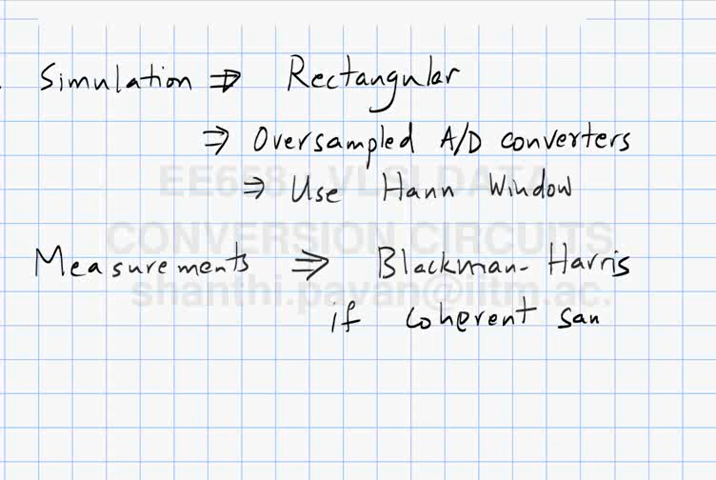 Simulation ⇒ Rectangular
⇒ Oversampled A/D converters
⇒ Use Hann Window
EE658 : VLSI DATA
CONVERSION CIRCUITS
Measurements ⇒ Blackman-Harris
shanthi.pavan@iitm.ac.
if coherent sam